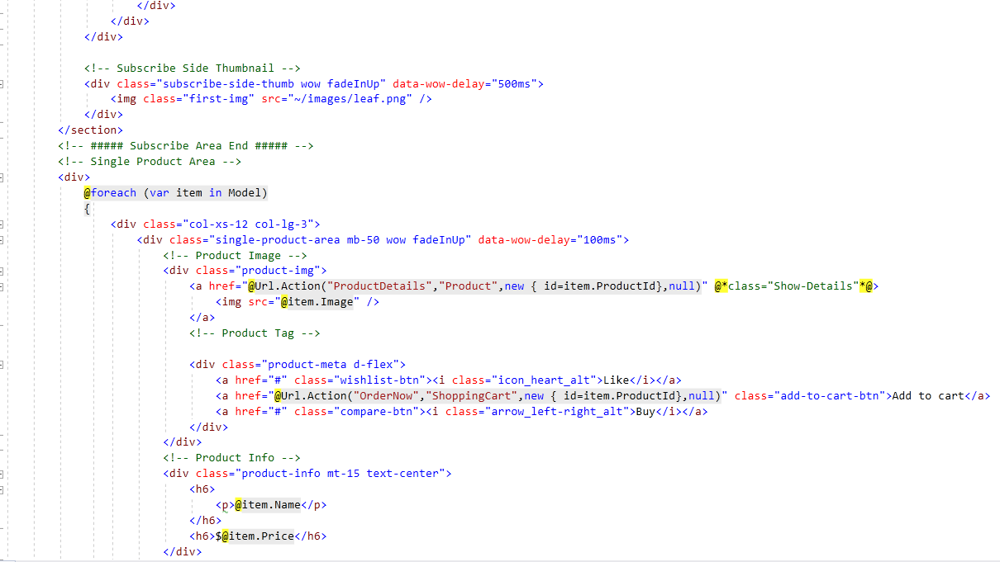 </div>
</div>
</div>
<!-- Subscribe Side Thumbnail -->
<div class="subscribe-side-thumb wow fadeInUp" data-wow-delay="500ms">
<img class="first-img" src="~/images/leaf.png" />
</div>
</section>
<!-- ##### Subscribe Area End ##### -->
<!-- Single Product Area -->
<div>
@foreach (var item in Model)
{
<div class="col-xs-12 col-lg-3">
<div class="single-product-area mb-50 wow fadeInUp" data-wow-delay="100ms">
<!-- Product Image -->
<div class="product-img">
<a href="@Url.Action("ProductDetails","Product",new { id=item.ProductId},null)" @*class="Show-Details"*@>
<img src="@item.Image" />
</a>
<!-- Product Tag -->
<div class="product-meta d-flex">
<a href="#" class="wishlist-btn"><i class="icon_heart_alt">Like</i></a>
<a href="@Url.Action("OrderNow","ShoppingCart",new { id=item.ProductId},null)" class="add-to-cart-btn">Add to cart</a>
<a href="#" class="compare-btn"><i class="arrow_left-right_alt">Buy</i></a>
</div>
</div>
<!-- Product Info -->
<div class="product-info mt-15 text-center">
<h6>
<p>@item.Name</p>
</h6>
<h6>$@item.Price</h6>
</div>